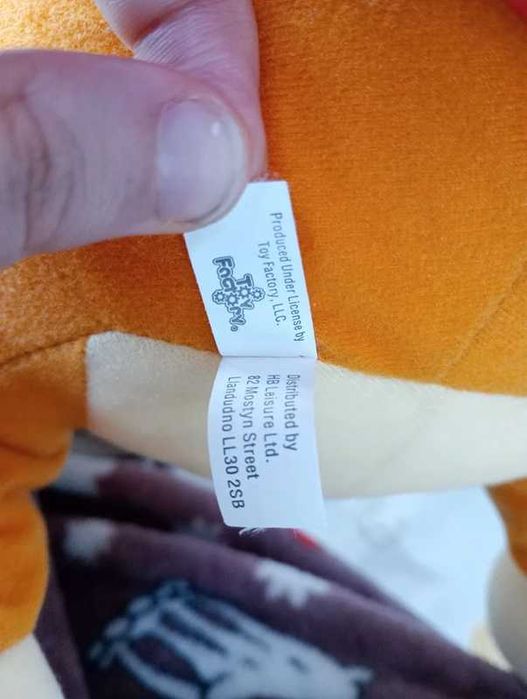 Produced Under License by
Toy Factory, LLC.
TOY
FACTORY®
Distributed by
HB Leisure Ltd.
82 Mostyn Street
Llandudno LL30 2SB